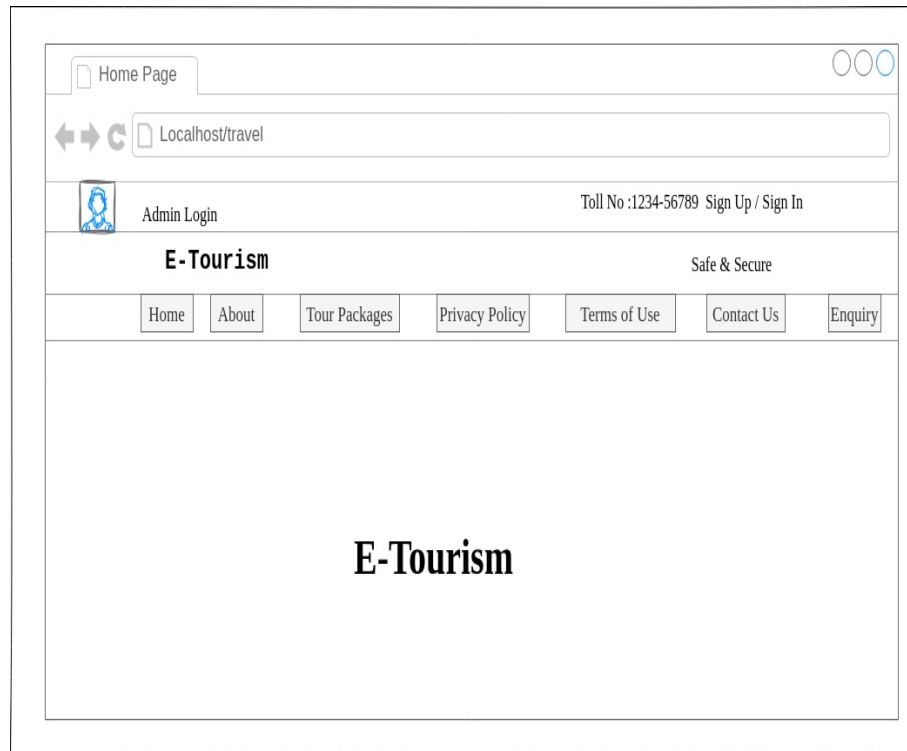 Home Page
Localhost/travel
Admin Login
Toll No :1234-56789 Sign Up / Sign In
E-Tourism
Safe & Secure
Home About Tour Packages Privacy Policy Terms of Use Contact Us Enquiry
E-Tourism